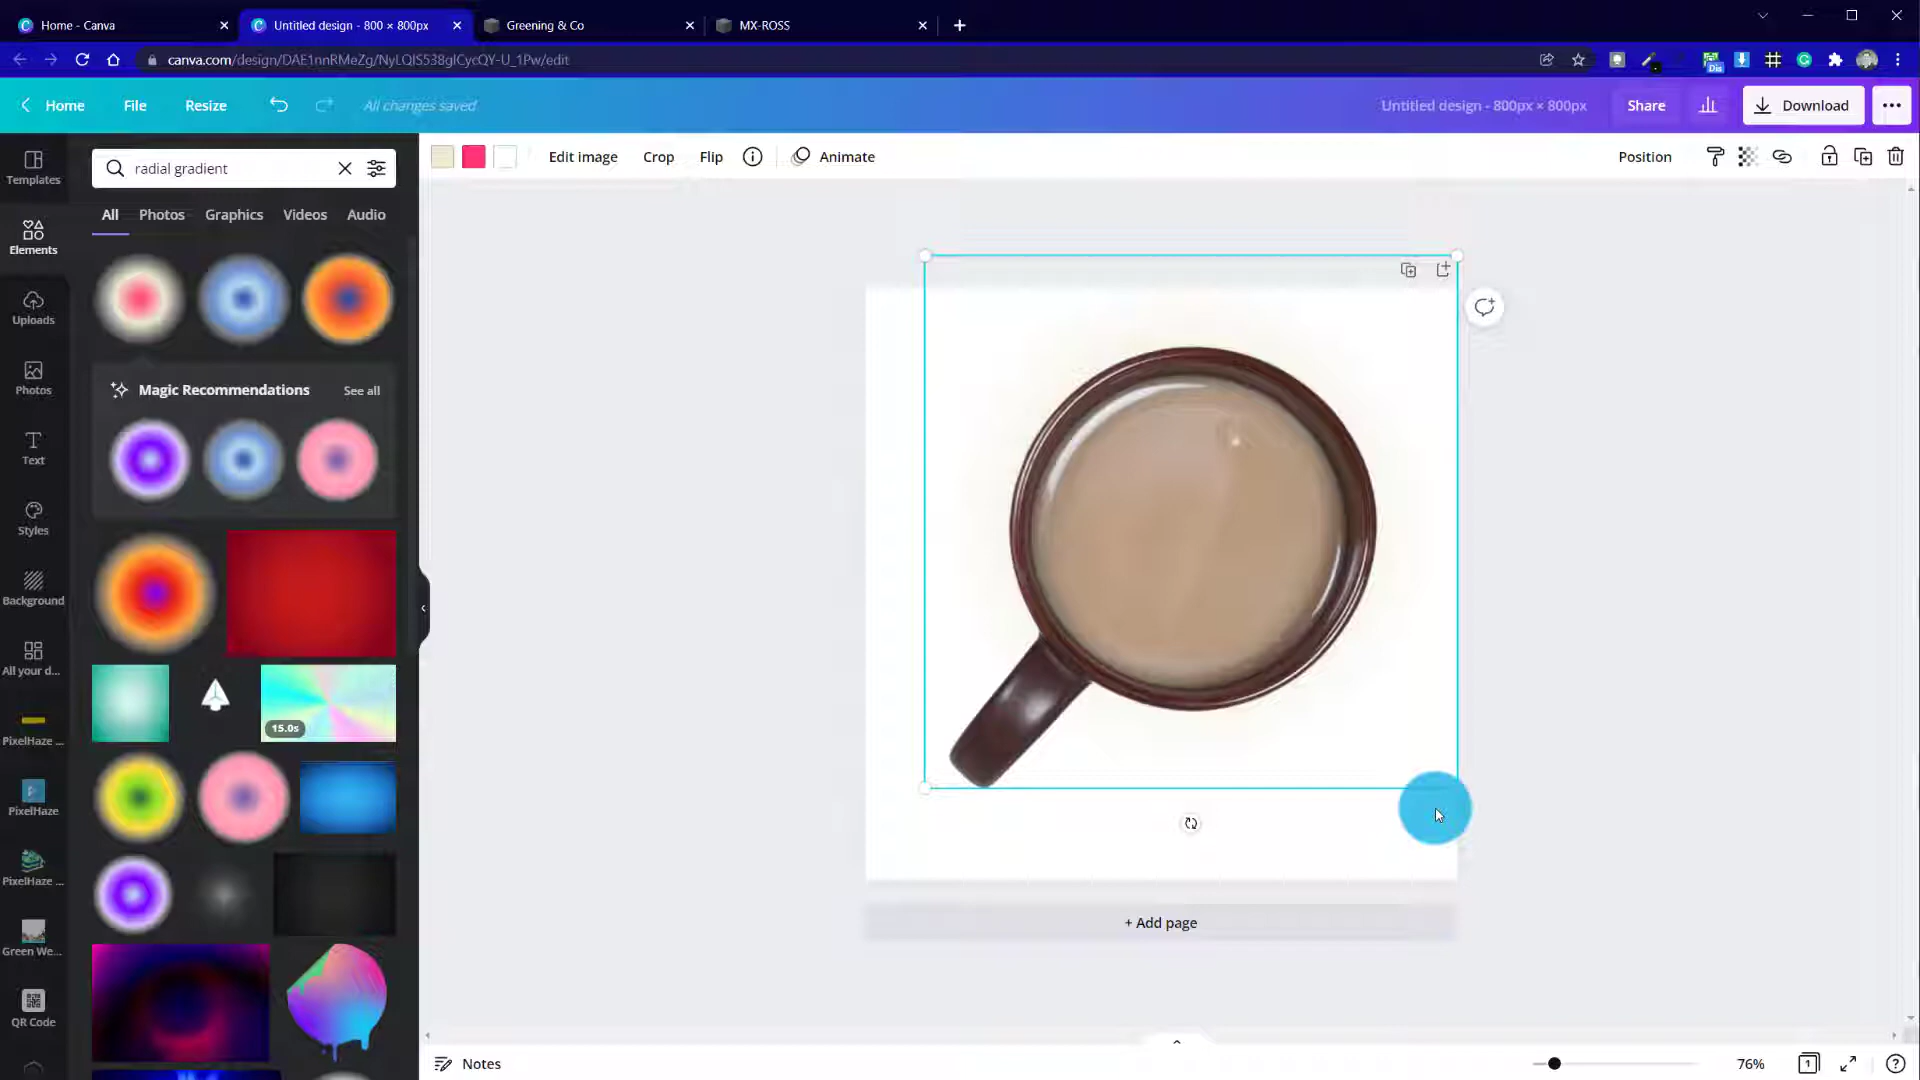 Home - Canva
Untitled design - 800 × 800px
Greening & Co
MX-ROSS
canva.com/design/DAE1nnRMeZg/NyLQIS538glCycQY-U_1Pw/edit
Home
File
Resize
All changes saved
Untitled design - 800px × 800px
Share
Download
Templates
radial gradient
Edit image
Crop
Flip
Animate
Position
All
Photos
Graphics
Videos
Audio
Elements
Uploads
Magic Recommendations
See all
Photos
Text
Styles
Background
All your d...
15.0s
PixelHaze ...
PixelHaze
PixelHaze ...
Green We...
QR Code
+ Add page
Notes
76%
1